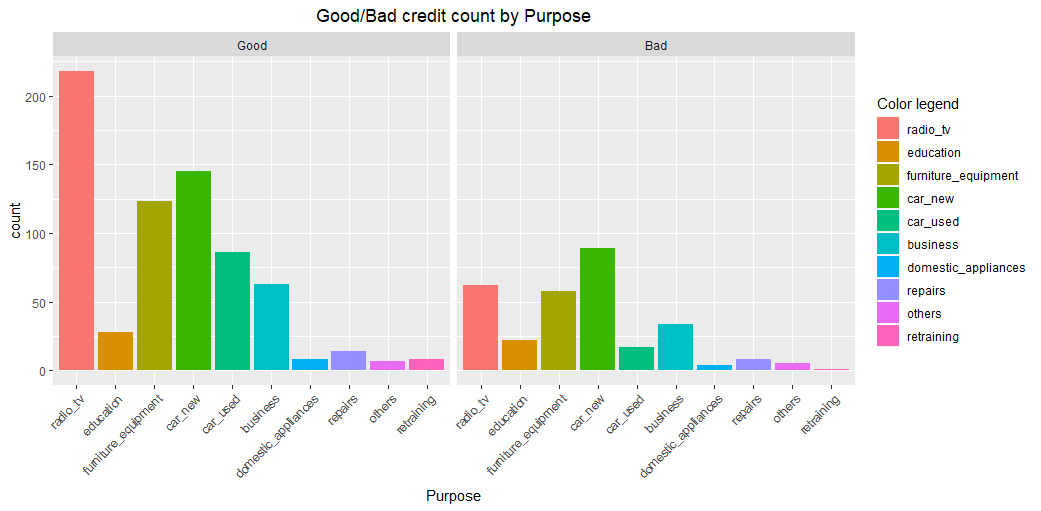 Good/Bad credit count by Purpose
Good
Bad
count
200
150
100
50
0
radio_tv
education
furniture_equipment
car_new
car_used
business
domestic_appliances
repairs
others
retraining
radio_tv
education
furniture_equipment
car_new
car_used
business
domestic_appliances
repairs
others
retraining
Purpose
Color legend
radio_tv
education
furniture_equipment
car_new
car_used
business
domestic_appliances
repairs
others
retraining